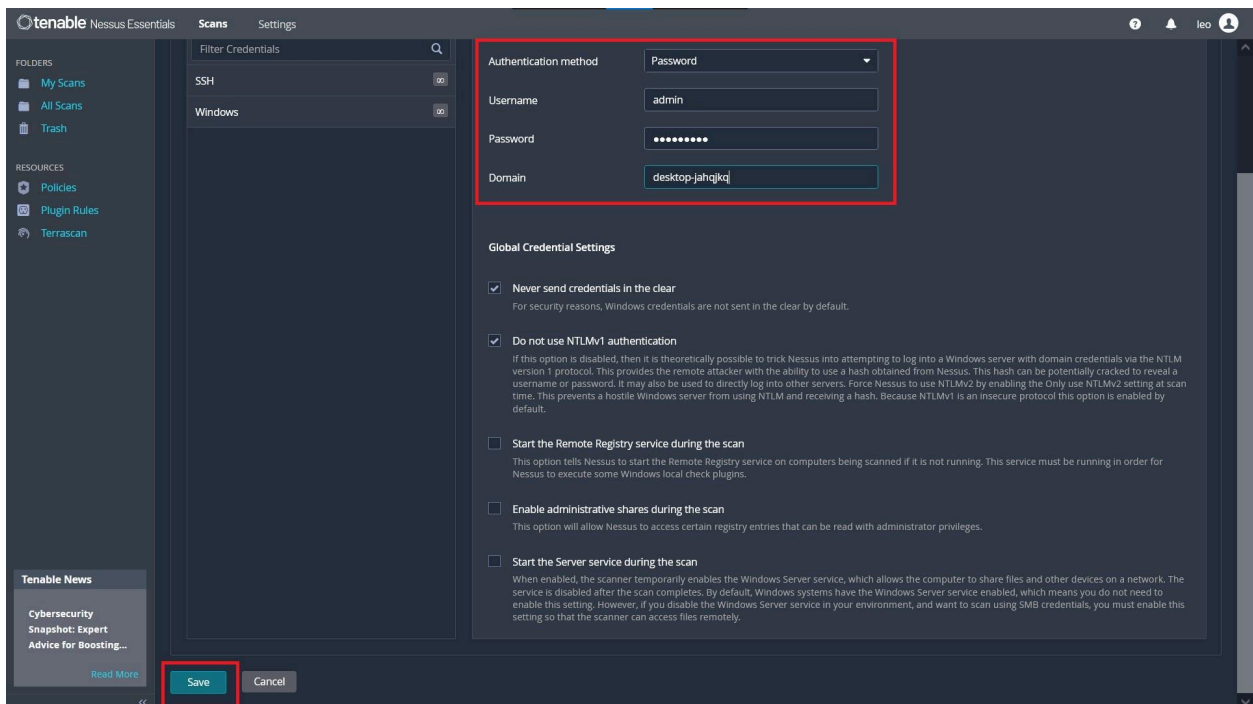 tenable Nessus Essentials
Scans
Settings
leo
FOLDERS
My Scans
All Scans
Trash
RESOURCES
Policies
Plugin Rules
Terrascan
Tenable News
Cybersecurity
Snapshot: Expert
Advice for Boosting...
Read More
Filter Credentials
SSH
∞
Windows
∞
Authentication method
Password
Username
admin
Password
•••••••••
Domain
desktop-jahqjkq
Global Credential Settings
Never send credentials in the clear
For security reasons, Windows credentials are not sent in the clear by default.
Do not use NTLMv1 authentication
If this option is disabled, then it is theoretically possible to trick Nessus into attempting to log into a Windows server with domain credentials via the NTLM
version 1 protocol. This provides the remote attacker with the ability to use a hash obtained from Nessus. This hash can be potentially cracked to reveal a
username or password. It may also be used to directly log into other servers. Force Nessus to use NTLMv2 by enabling the Only use NTLMv2 setting at scan
time. This prevents a hostile Windows server from using NTLM and receiving a hash. Because NTLMv1 is an insecure protocol this option is enabled by
default.
Start the Remote Registry service during the scan
This option tells Nessus to start the Remote Registry service on computers being scanned if it is not running. This service must be running in order for
Nessus to execute some Windows local check plugins.
Enable administrative shares during the scan
This option will allow Nessus to access certain registry entries that can be read with administrator privileges.
Start the Server service during the scan
When enabled, the scanner temporarily enables the Windows Server service, which allows the computer to share files and other devices on a network. The
service is disabled after the scan completes. By default, Windows systems have the Windows Server service enabled, which means you do not need to
enable this setting. However, if you disable the Windows Server service in your environment, and want to scan using SMB credentials, you must enable this
setting so that the scanner can access files remotely.
Save
Cancel